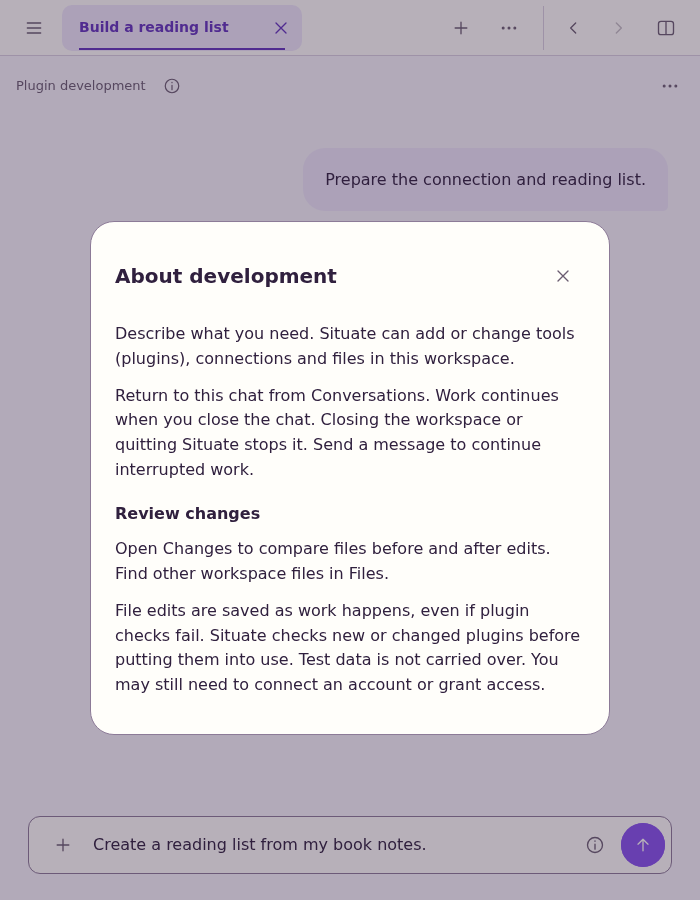 Build a reading list
Plugin development
Prepare the connection and reading list.
About development
Describe what you need. Situate can add or change tools
(plugins), connections and files in this workspace.
Return to this chat from Conversations. Work continues
when you close the chat. Closing the workspace or
quitting Situate stops it. Send a message to continue
interrupted work.
Review changes
Open Changes to compare files before and after edits.
Find other workspace files in Files.
File edits are saved as work happens, even if plugin
checks fail. Situate checks new or changed plugins before
putting them into use. Test data is not carried over. You
may still need to connect an account or grant access.
Create a reading list from my book notes.